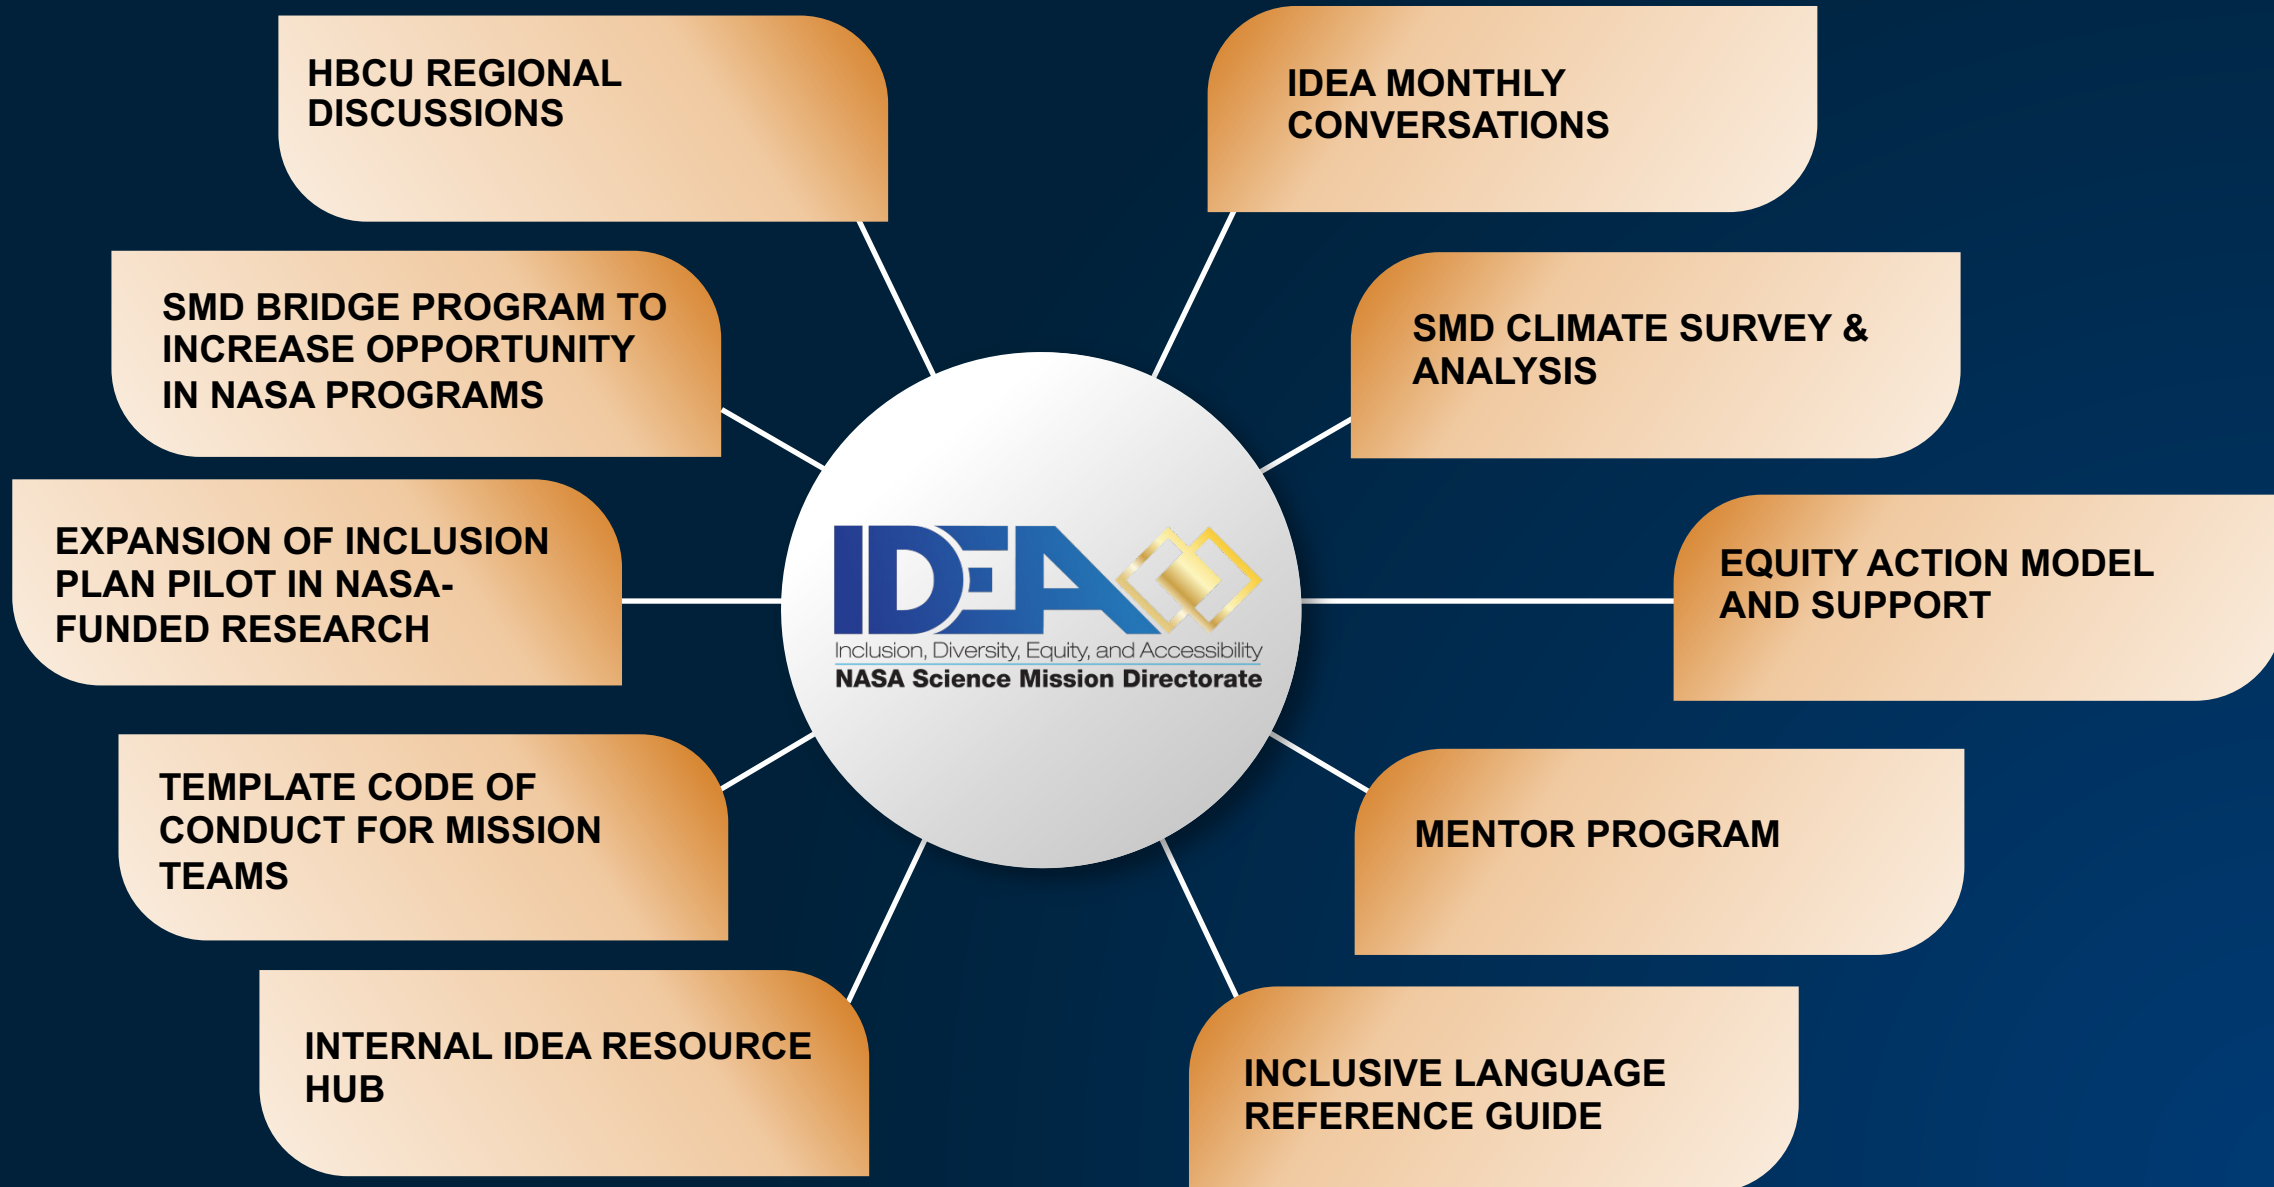 HBCU REGIONAL
DISCUSSIONS
IDEA MONTHLY
CONVERSATIONS
SMD BRIDGE PROGRAM TO
INCREASE OPPORTUNITY
IN NASA PROGRAMS
SMD CLIMATE SURVEY &
ANALYSIS
EXPANSION OF INCLUSION
PLAN PILOT IN NASA-
FUNDED RESEARCH
IDEA
Inclusion, Diversity, Equity, and Accessibility
NASA Science Mission Directorate
EQUITY ACTION MODEL
AND SUPPORT
TEMPLATE CODE OF
CONDUCT FOR MISSION
TEAMS
MENTOR PROGRAM
INTERNAL IDEA RESOURCE
HUB
INCLUSIVE LANGUAGE
REFERENCE GUIDE